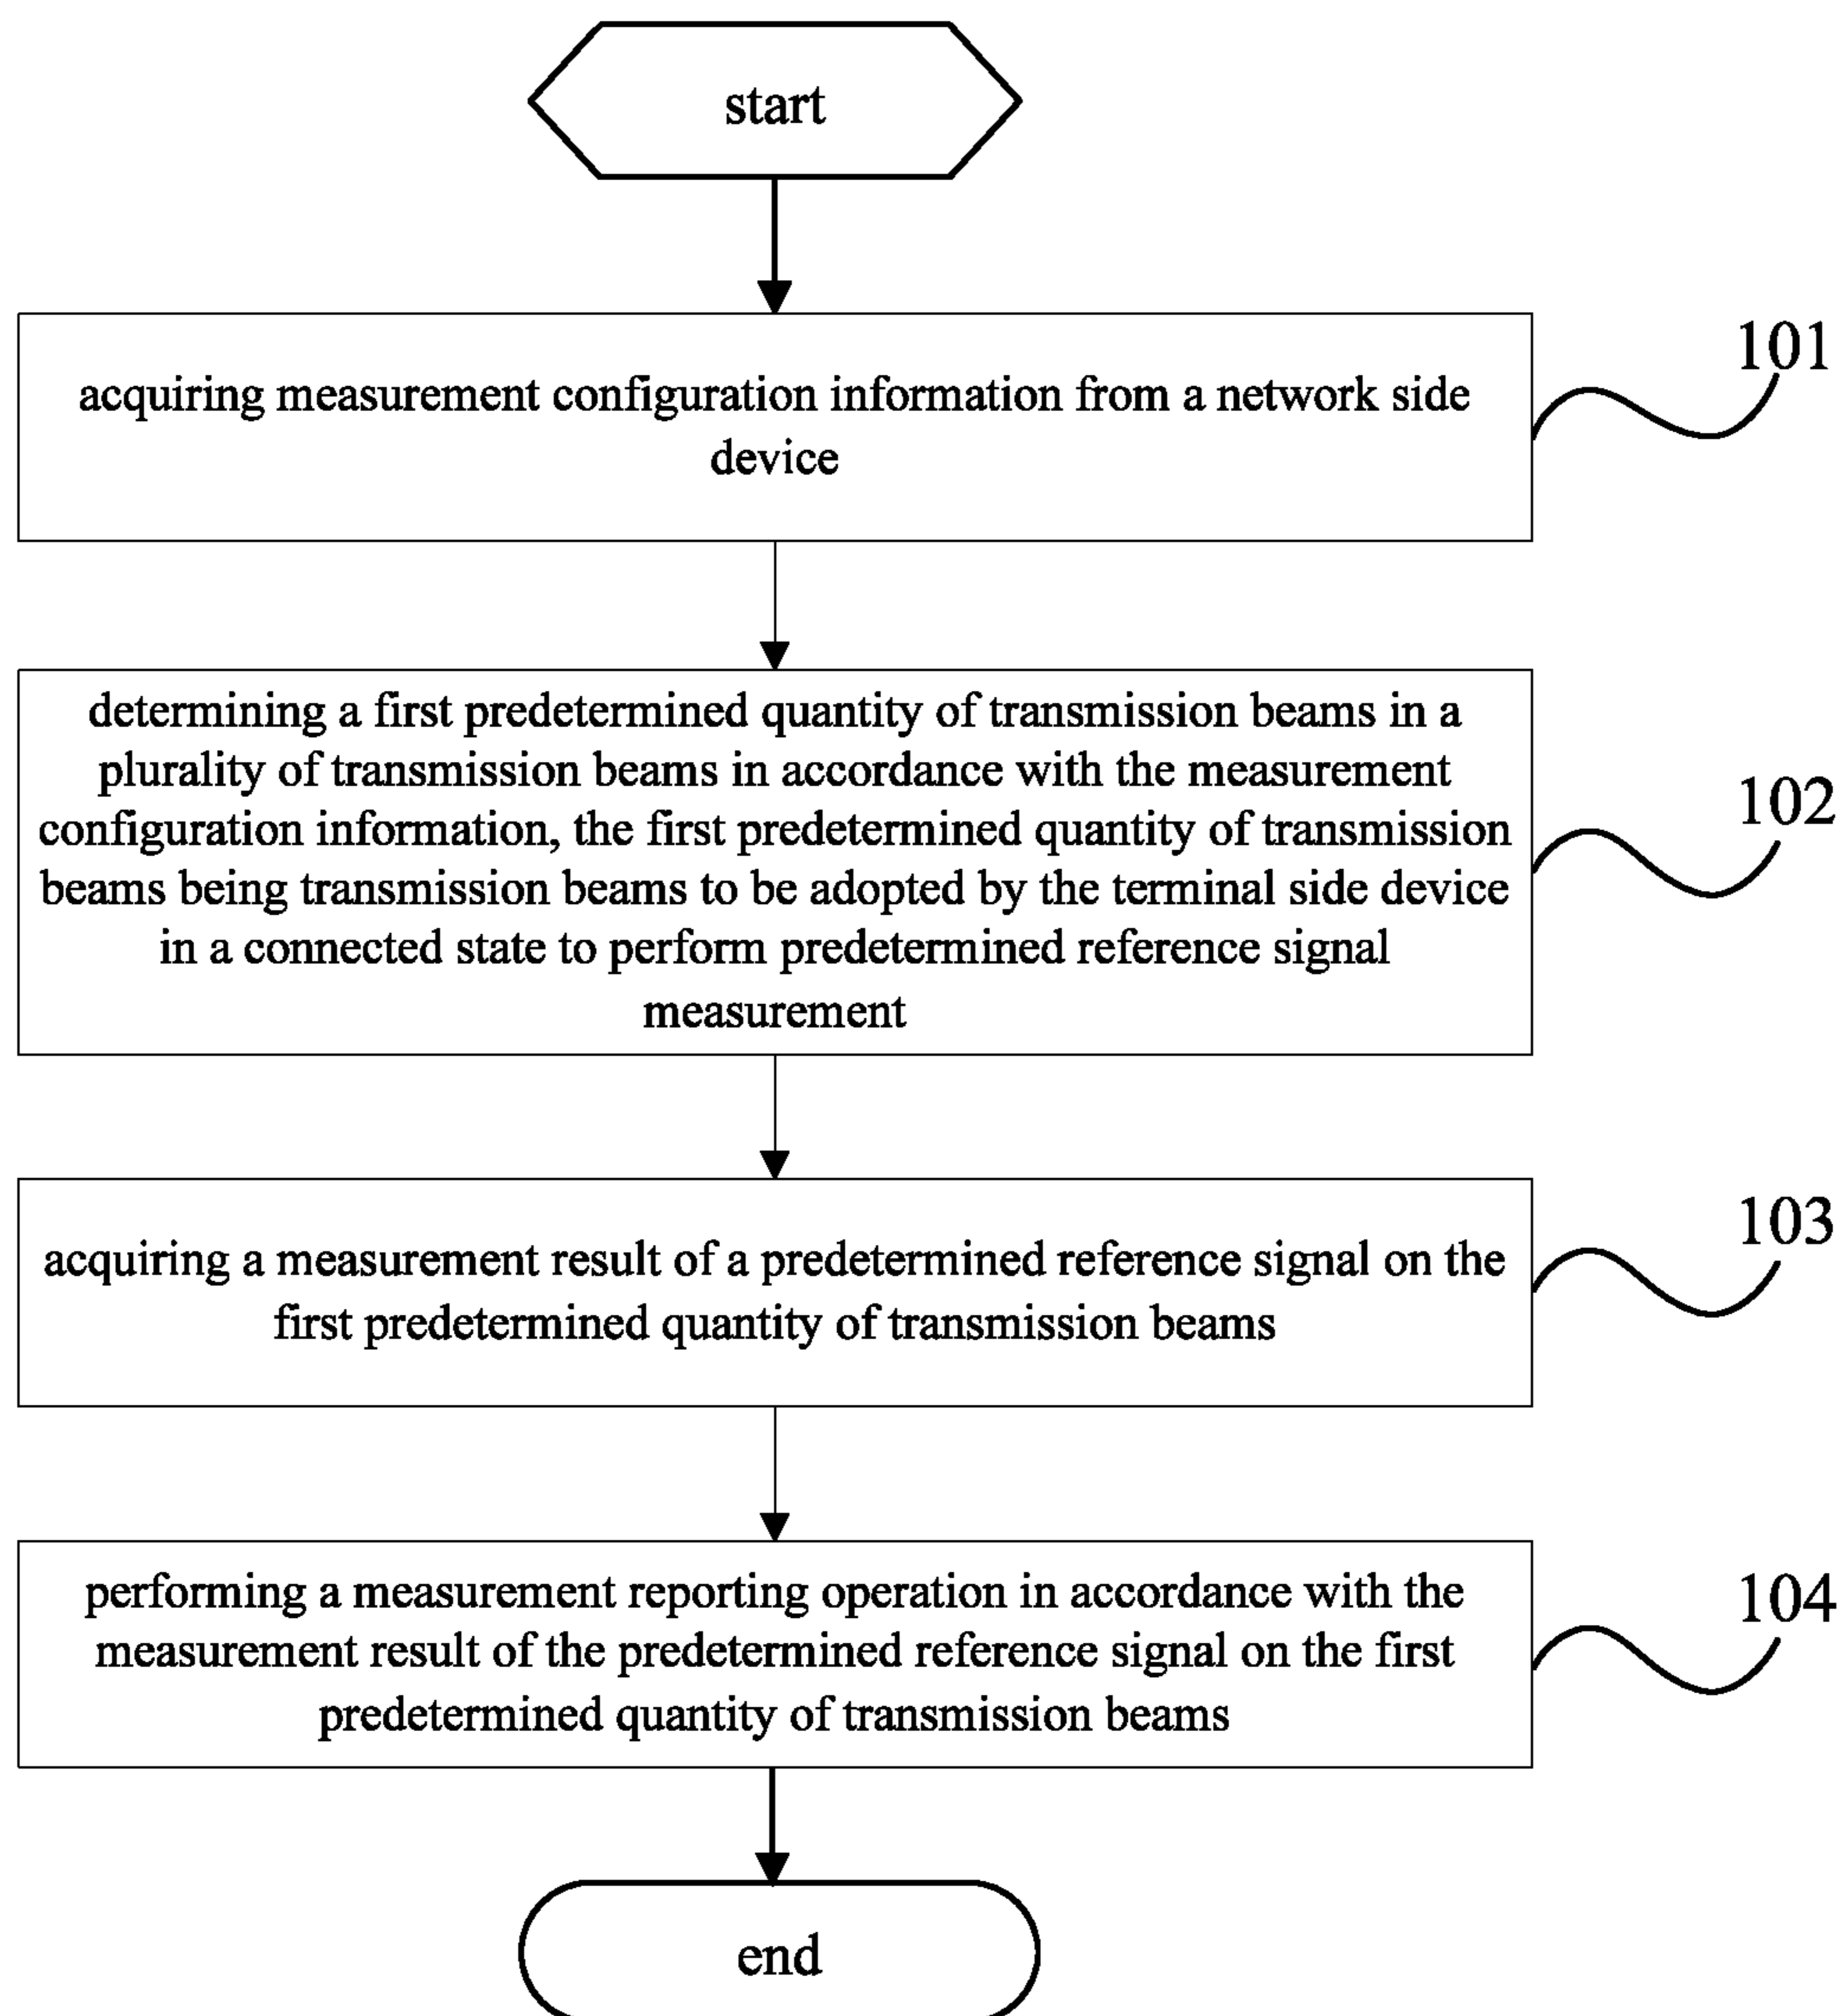 start
acquiring measurement configuration information from a network side
device
101
determining a first predetermined quantity of transmission beams in a
plurality of transmission beams in accordance with the measurement
configuration information, the first predetermined quantity of transmission
beams being transmission beams to be adopted by the terminal side device
in a connected state to perform predetermined reference signal
measurement
102
acquiring a measurement result of a predetermined reference signal on the
first predetermined quantity of transmission beams
103
performing a measurement reporting operation in accordance with the
measurement result of the predetermined reference signal on the first
predetermined quantity of transmission beams
104
end